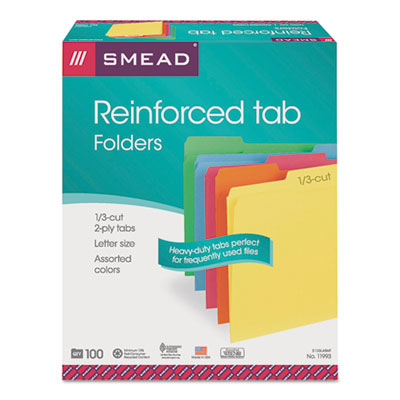 SMEAD
Reinforced tab
Folders
1/3-cut
2-ply tabs
Letter size
Assorted
colors
1/3-cut
Heavy-duty tabs perfect
for frequently used files
QTY 100
No. 11993